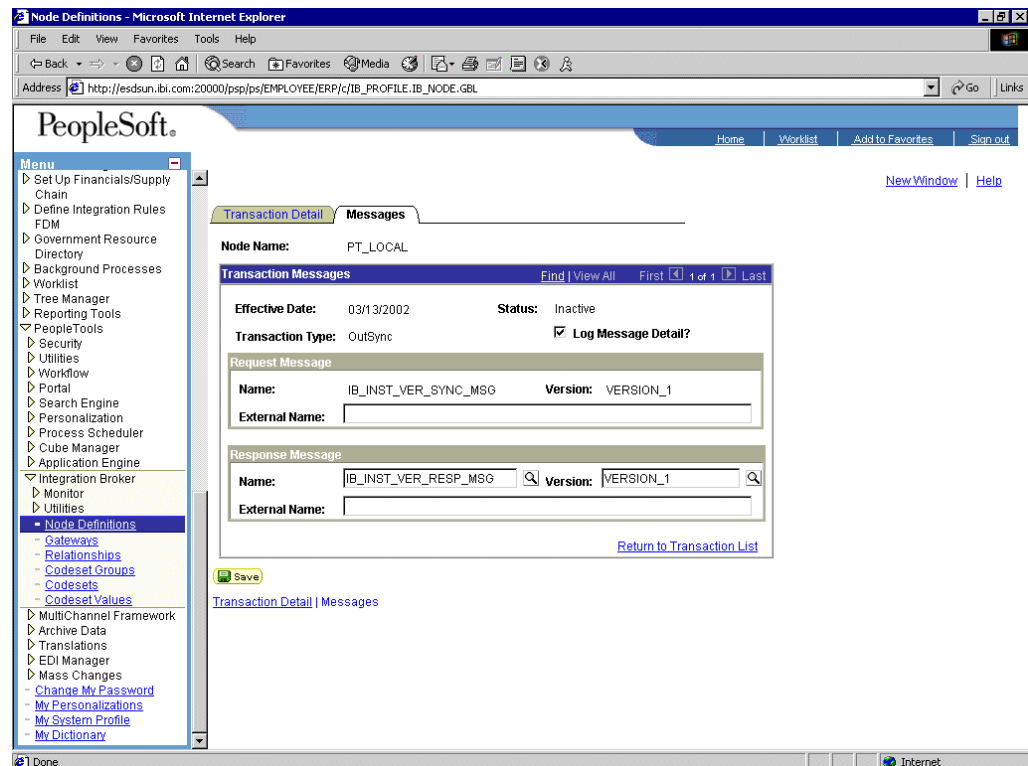 Node Definitions - Microsoft Internet Explorer
File Edit View Favorites Tools Help
Back Search Favorites Media
Address http://esdsun.ibi.com:20000/psp/ps/EMPLOYEE/ERP/c/IB_PROFILE.IB_NODE.GBL Go Links
PeopleSoft®
Home Worklist Add to Favorites Sign out
Menu
Set Up Financials/Supply
Chain
Define Integration Rules
FDM
Government Resource
Directory
Background Processes
Worklist
Tree Manager
Reporting Tools
PeopleTools
Security
Utilities
Workflow
Portal
Search Engine
Personalization
Process Scheduler
Cube Manager
Application Engine
Integration Broker
Monitor
Utilities
Node Definitions
Gateways
Relationships
Codeset Groups
Codesets
Codeset Values
MultiChannel Framework
Archive Data
Translations
EDI Manager
Mass Changes
Change My Password
My Personalizations
My System Profile
My Dictionary
New Window | Help
Transaction Detail Messages
Node Name: PT_LOCAL
Transaction Messages Find | View All First 1 of 1 Last
Effective Date: 03/13/2002 Status: Inactive
Transaction Type: OutSync Log Message Detail?
Request Message
Name: IB_INST_VER_SYNC_MSG Version: VERSION_1
External Name:
Response Message
Name: IB_INST_VER_RESP_MSG Version: VERSION_1
External Name:
Return to Transaction List
Save
Transaction Detail | Messages
Done Internet